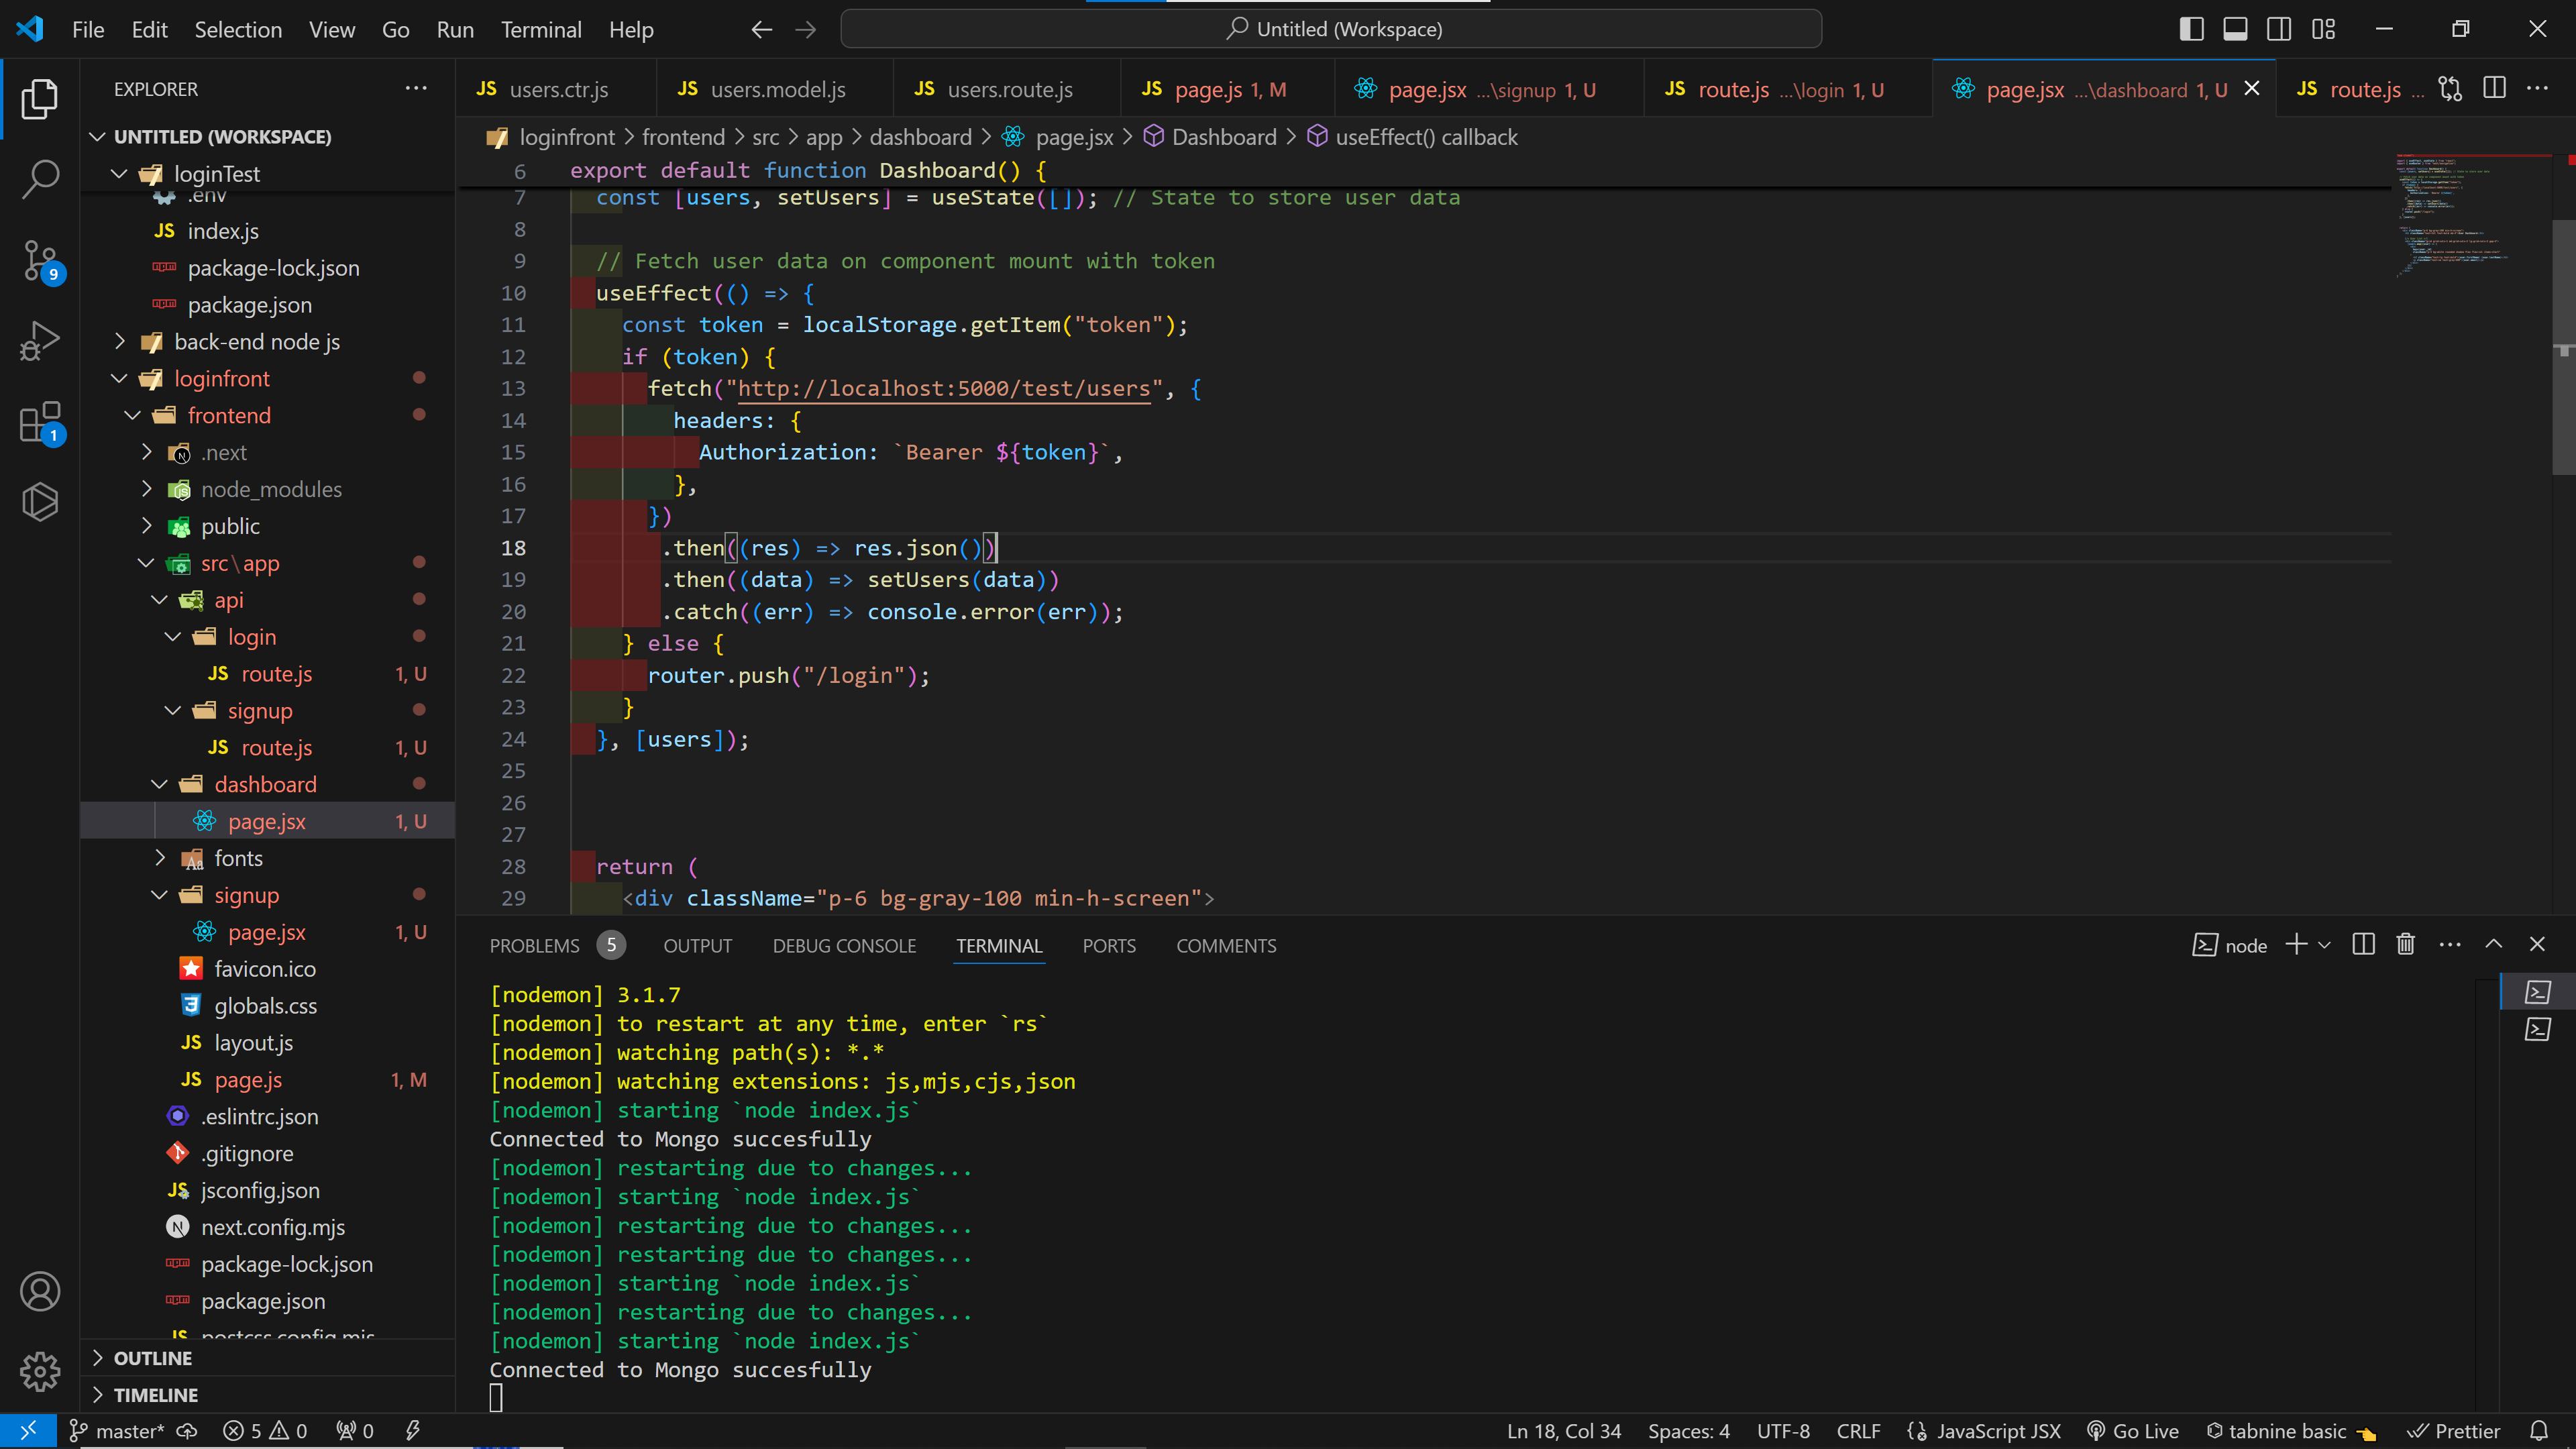 File Edit Selection View Go Run Terminal Help
Untitled (Workspace)
EXPLORER
UNTITLED (WORKSPACE)
loginTest
.env
index.js
package-lock.json
package.json
back-end node js
loginfront
frontend
.next
node_modules
public
src\app
api
login
route.js 1, U
signup
route.js 1, U
dashboard
page.jsx 1, U
fonts
signup
page.jsx 1, U
favicon.ico
globals.css
layout.js
page.js 1, M
.eslintrc.json
.gitignore
jsconfig.json
next.config.mjs
package-lock.json
package.json
postcss.config.mjs
OUTLINE
TIMELINE
9
1
JS users.ctr.js JS users.model.js JS users.route.js JS page.js 1, M page.jsx ...\signup 1, U JS route.js ...\login 1, U page.jsx ...\dashboard 1, U JS route.js ...
loginfront > frontend > src > app > dashboard > page.jsx > Dashboard > useEffect() callback
6 export default function Dashboard() {
7 const [users, setUsers] = useState([]); // State to store user data
8
9 // Fetch user data on component mount with token
10 useEffect(() => {
11 const token = localStorage.getItem("token");
12 if (token) {
13 fetch("http://localhost:5000/test/users", {
14 headers: {
15 Authorization: `Bearer ${token}`,
16 },
17 })
18 .then((res) => res.json())
19 .then((data) => setUsers(data))
20 .catch((err) => console.error(err));
21 } else {
22 router.push("/login");
23 }
24 }, [users]);
25
26
27
28 return (
29 <div className="p-6 bg-gray-100 min-h-screen">
PROBLEMS 5 OUTPUT DEBUG CONSOLE TERMINAL PORTS COMMENTS
node
[nodemon] 3.1.7
[nodemon] to restart at any time, enter `rs`
[nodemon] watching path(s): *.*
[nodemon] watching extensions: js,mjs,cjs,json
[nodemon] starting `node index.js`
Connected to Mongo succesfully
[nodemon] restarting due to changes...
[nodemon] starting `node index.js`
[nodemon] restarting due to changes...
[nodemon] restarting due to changes...
[nodemon] starting `node index.js`
[nodemon] restarting due to changes...
[nodemon] starting `node index.js`
Connected to Mongo succesfully
master* 5 0 0 Ln 18, Col 34 Spaces: 4 UTF-8 CRLF JavaScript JSX Go Live tabnine basic Prettier